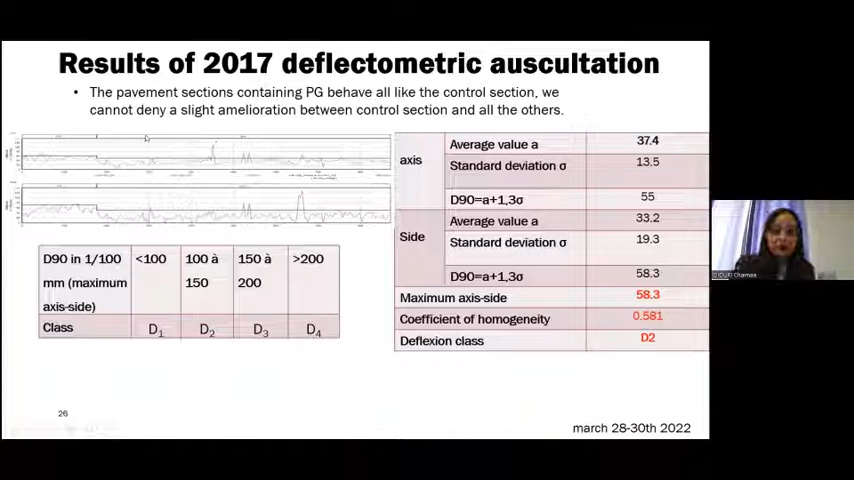 Results of 2017 deflectometric auscultation
• The pavement sections containing PG behave all like the control section, we
cannot deny a slight amelioration between control section and all the others.
axis
Average value a 37.4
Standard deviation σ 13.5
D90=a+1,3σ 55
Side
Average value a 33.2
Standard deviation σ 19.3
D90=a+1,3σ 58.3
Maximum axis-side 58.3
Coefficient of homogeneity 0.581
Deflexion class D2
D90 in 1/100 <100 100 à 150 à >200
mm (maximum 150 200
axis-side)
Class D1 D2 D3 D4
26
march 28-30th 2022